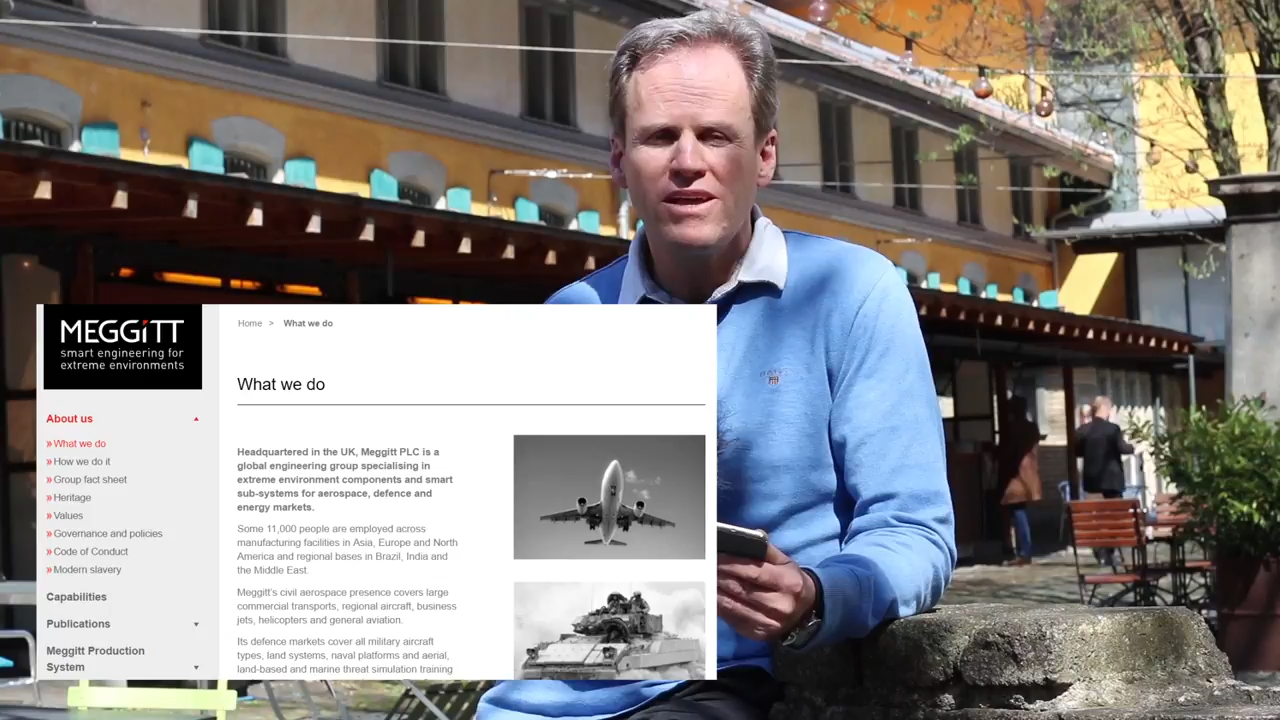 MEGGiTT
smart engineering for
extreme environments
About us
»What we do
»How we do it
»Group fact sheet
»Heritage
»Values
»Governance and policies
»Code of Conduct
»Modern slavery
Capabilities
Publications
Meggitt Production
System
Home > What we do
What we do
Headquartered in the UK, Meggitt PLC is a
global engineering group specialising in
extreme environment components and smart
sub-systems for aerospace, defence and
energy markets.
Some 11,000 people are employed across
manufacturing facilities in Asia, Europe and North
America and regional bases in Brazil, India and
the Middle East.
Meggitt's civil aerospace presence covers large
commercial transports, regional aircraft, business
jets, helicopters and general aviation.
Its defence markets cover all military aircraft
types, land systems, naval platforms and aerial,
land-based and marine threat simulation training